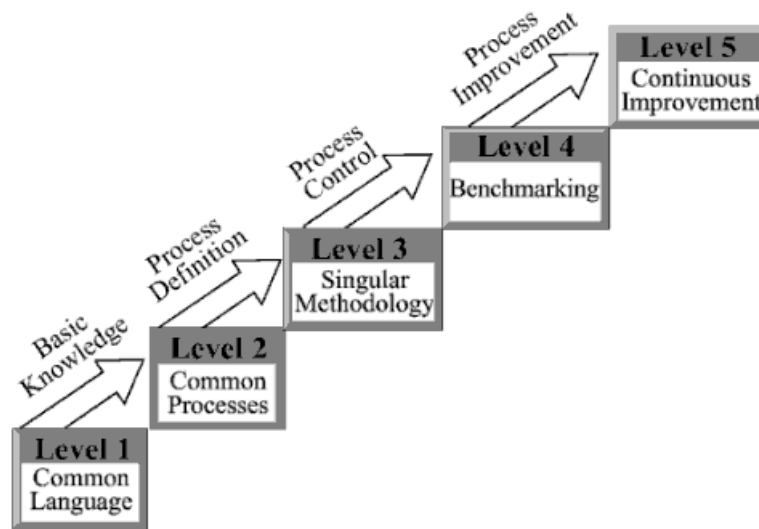 Process
Improvement
Level 5
Continuous
Improvement
Process
Control
Level 4
Benchmarking
Process
Definition
Level 3
Singular
Methodology
Basic
Knowledge
Level 2
Common
Processes
Level 1
Common
Language